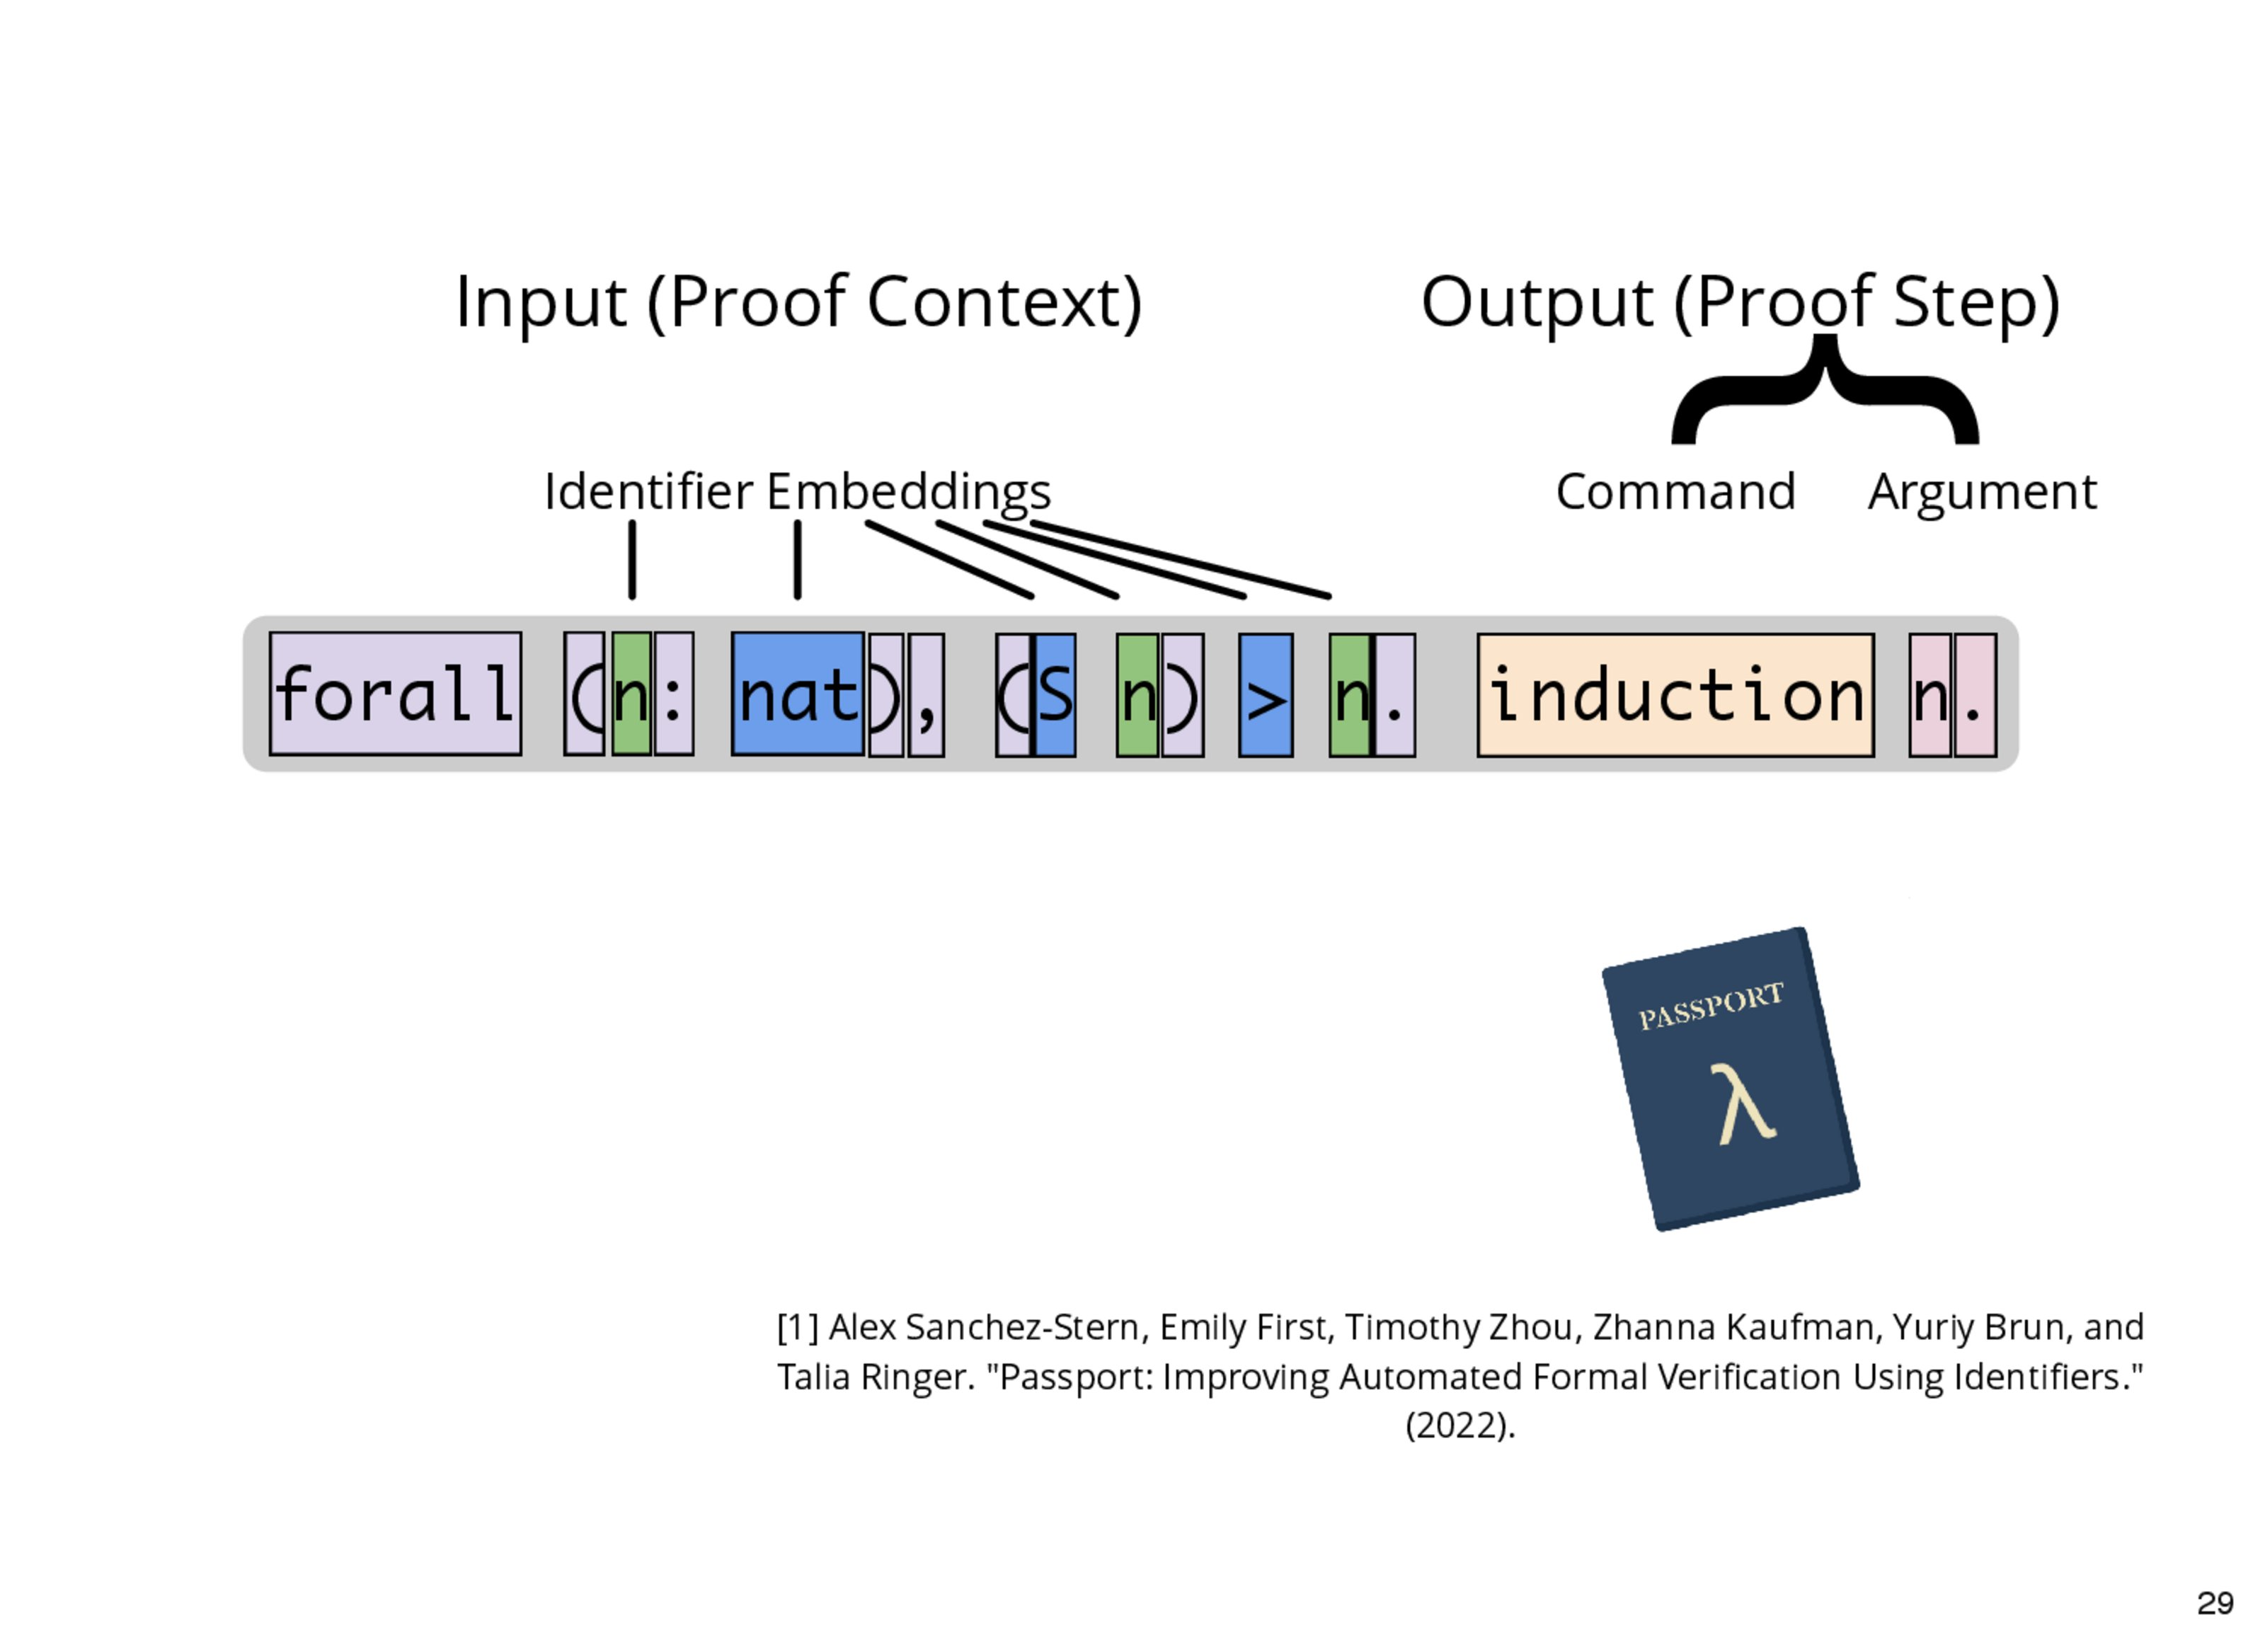 Input (Proof Context)
Output (Proof Step)
Identifier Embeddings
Command
Argument
forall (n: nat), (S n) > n. induction n.
PASSPORT
λ
[1] Alex Sanchez-Stern, Emily First, Timothy Zhou, Zhanna Kaufman, Yuriy Brun, and
Talia Ringer. "Passport: Improving Automated Formal Verification Using Identifiers."
(2022).
29